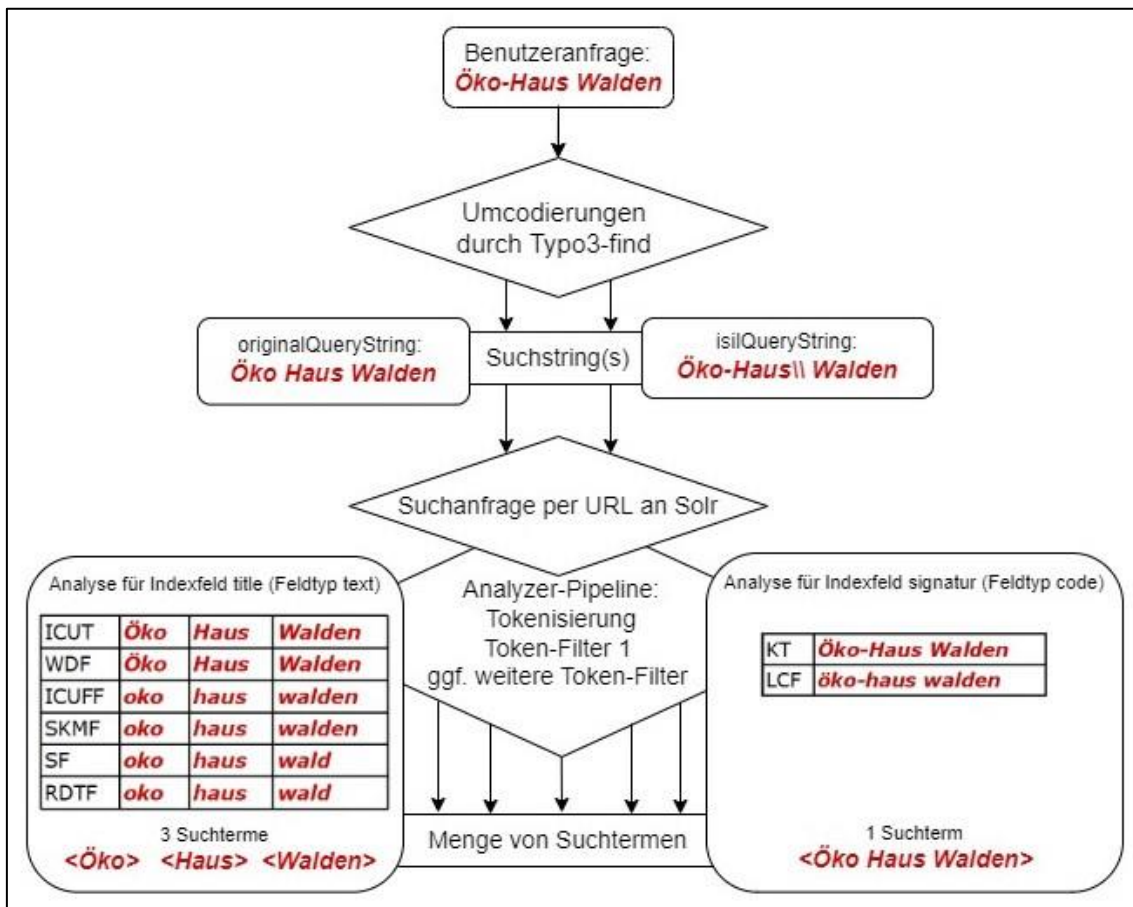 Benutzeranfrage:
Öko-Haus Walden
Umcodierungen
durch Typo3-find
originalQueryString:
Öko Haus Walden
Suchstring(s)
isilQueryString:
Öko-Haus\\ Walden
Suchanfrage per URL an Solr
Analyse für Indexfeld title (Feldtyp text)
ICUT Öko Haus Walden
WDF Öko Haus Walden
ICUFF oko haus walden
SKMF oko haus walden
SF oko haus wald
RDTF oko haus wald
3 Suchterme
<Öko> <Haus> <Walden>
Analyzer-Pipeline:
Tokenisierung
Token-Filter 1
ggf. weitere Token-Filter
Menge von Suchtermen
Analyse für Indexfeld signatur (Feldtyp code)
KT Öko-Haus Walden
LCF öko-haus walden
1 Suchterm
<Öko Haus Walden>